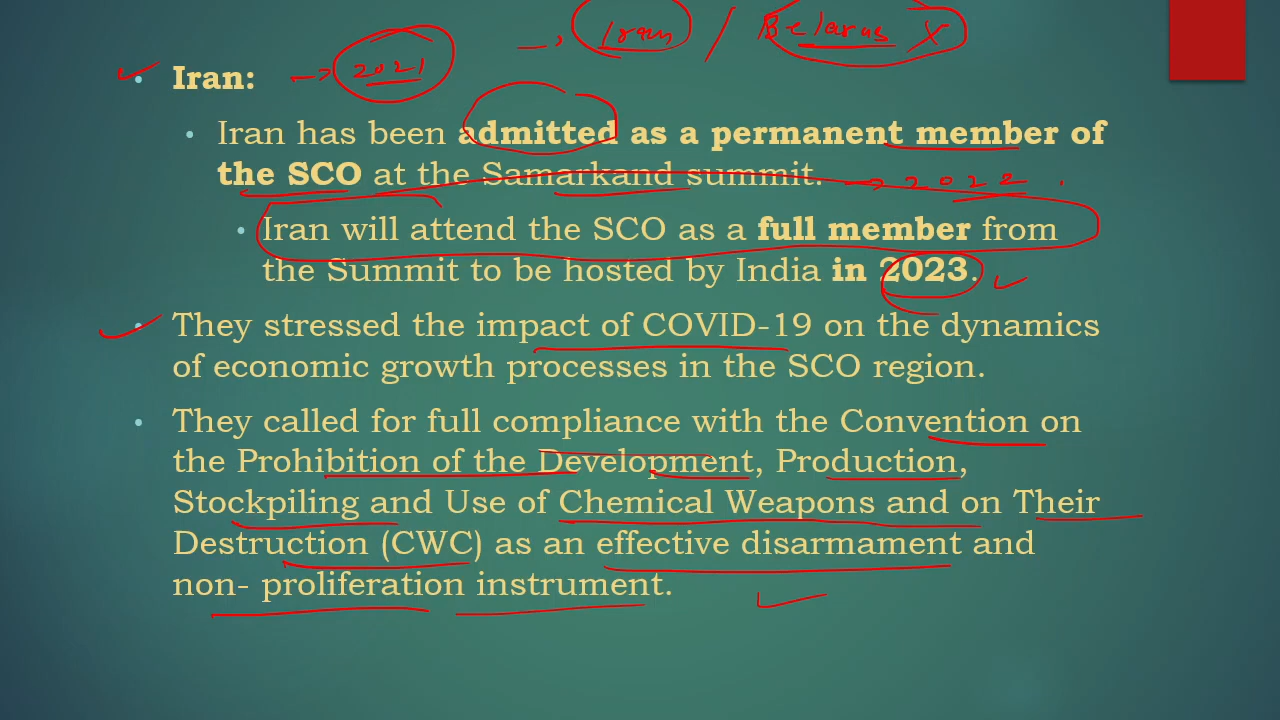 → Iran / Belarus X
• Iran: → 2021
• Iran has been admitted as a permanent member of
the SCO at the Samarkand summit. → 2022.
• Iran will attend the SCO as a full member from
the Summit to be hosted by India in 2023.
• They stressed the impact of COVID-19 on the dynamics
of economic growth processes in the SCO region.
• They called for full compliance with the Convention on
the Prohibition of the Development, Production,
Stockpiling and Use of Chemical Weapons and on Their
Destruction (CWC) as an effective disarmament and
non- proliferation instrument.